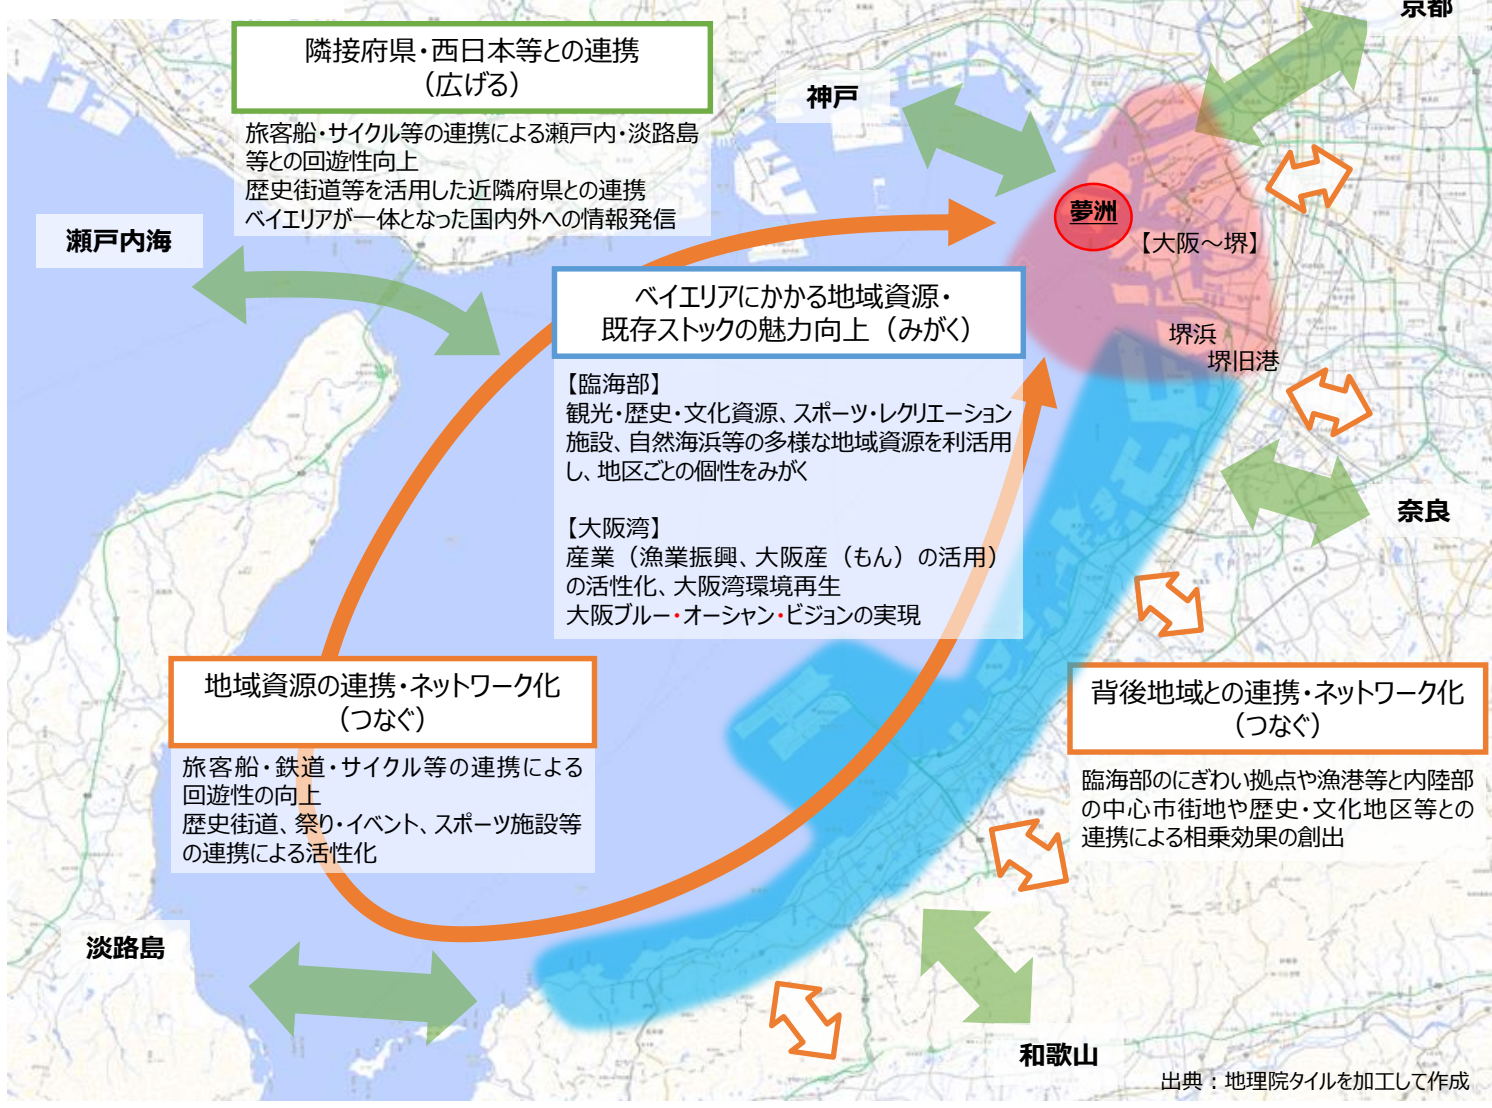 京都
隣接府県・西日本等との連携
（広げる）
旅客船・サイクル等の連携による瀬戸内・淡路島
等との回遊性向上
歴史街道等を活用した近隣府県との連携
ベイエリアが一体となった国内外への情報発信
神戸
瀬戸内海
夢洲
【大阪～堺】
ベイエリアにかかる地域資源・
既存ストックの魅力向上（みがく）
【臨海部】
観光・歴史・文化資源、スポーツ・レクリエーション
施設、自然海浜等の多様な地域資源を利活用
し、地区ごとの個性をみがく
【大阪湾】
産業（漁業振興、大阪産（もん）の活用）
の活性化、大阪湾環境再生
大阪ブルー・オーシャン・ビジョンの実現
堺浜
堺旧港
奈良
地域資源の連携・ネットワーク化
（つなぐ）
旅客船・鉄道・サイクル等の連携による
回遊性の向上
歴史街道、祭り・イベント、スポーツ施設等
の連携による活性化
背後地域との連携・ネットワーク化
（つなぐ）
臨海部のにぎわい拠点や漁港等と内陸部
の中心市街地や歴史・文化地区等との
連携による相乗効果の創出
淡路島
和歌山
出典：地理院タイルを加工して作成